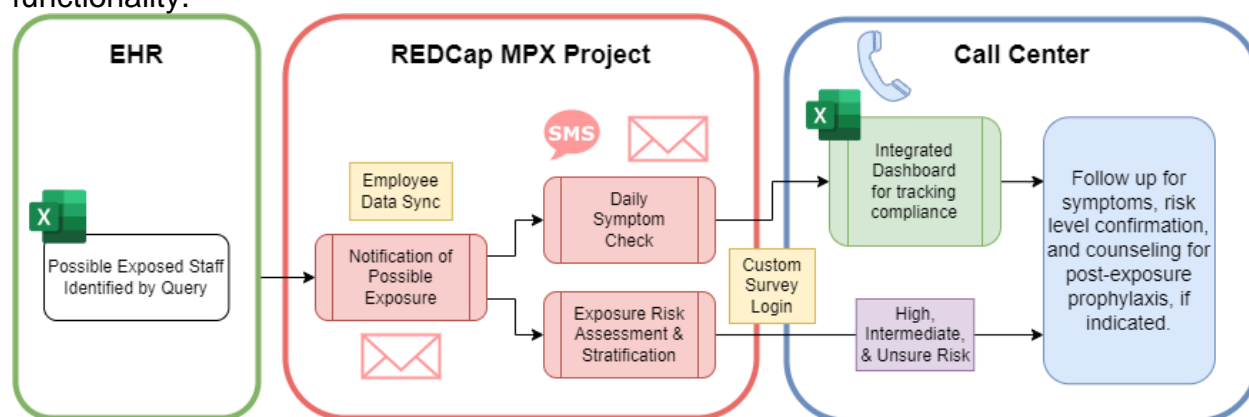 functionality.
EHR
REDCap MPX Project
Call Center
X
Possible Exposed Staff
Identified by Query
Employee
Data Sync
Notification of
Possible
Exposure
SMS
Daily
Symptom
Check
Exposure Risk
Assessment &
Stratification
Custom
Survey
Login
X
Integrated
Dashboard
for tracking
compliance
High,
Intermediate,
& Unsure Risk
Follow up for
symptoms, risk
level confirmation,
and counseling for
post-exposure
prophylaxis, if
indicated.